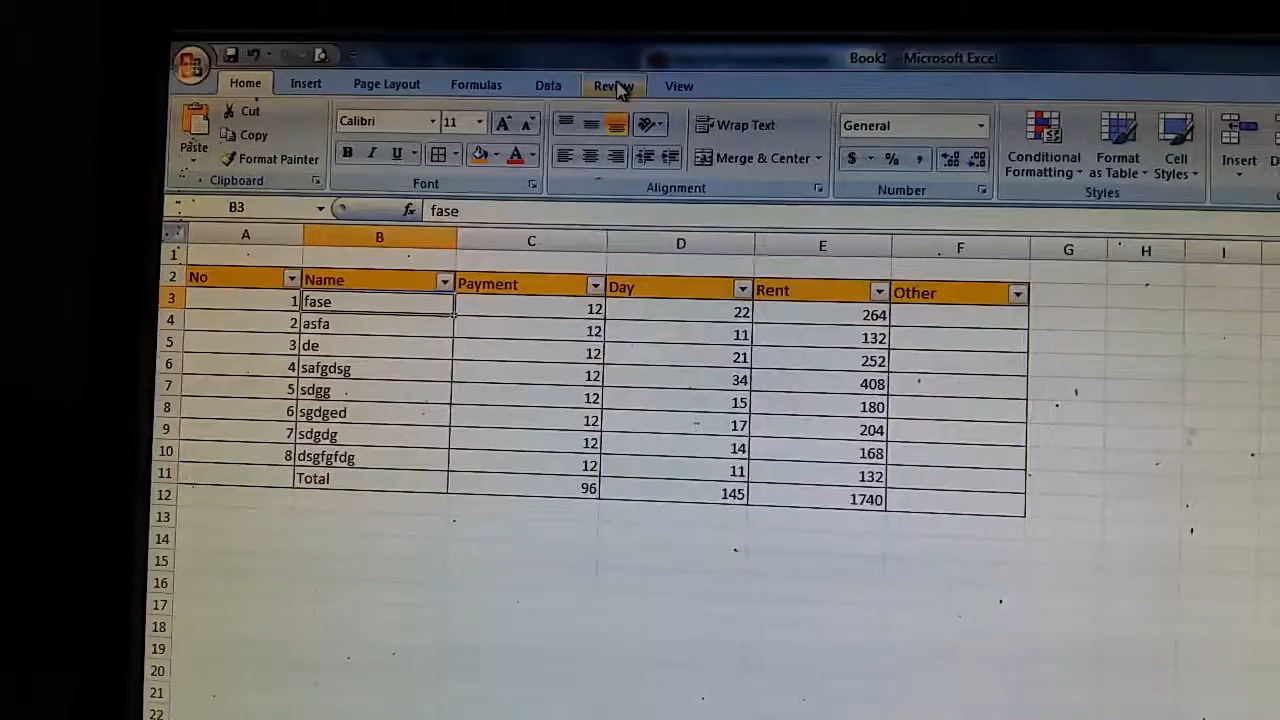 Book1 - Microsoft Excel
Home Insert Page Layout Formulas Data Review View
Paste Cut Copy Format Painter Clipboard
Calibri 11 B I U A Font
Wrap Text Merge & Center Alignment
General $ % , Number
Conditional Formatting Format as Table Cell Styles Styles
Insert
B3 fx fase
A B C D E F G H I
1
2 No Name Payment Day Rent Other
3 1 fase 12 22 264
4 2 asfa 12 11 132
5 3 de 12 21 252
6 4 safgdsg 12 34 408
7 5 sdgg 12 15 180
8 6 sgdged 12 17 204
9 7 sdgdg 12 14 168
10 8 dsgfgfdg 12 11 132
11 Total 96 145 1740
12
13
14
15
16
17
18
19
20
21
22